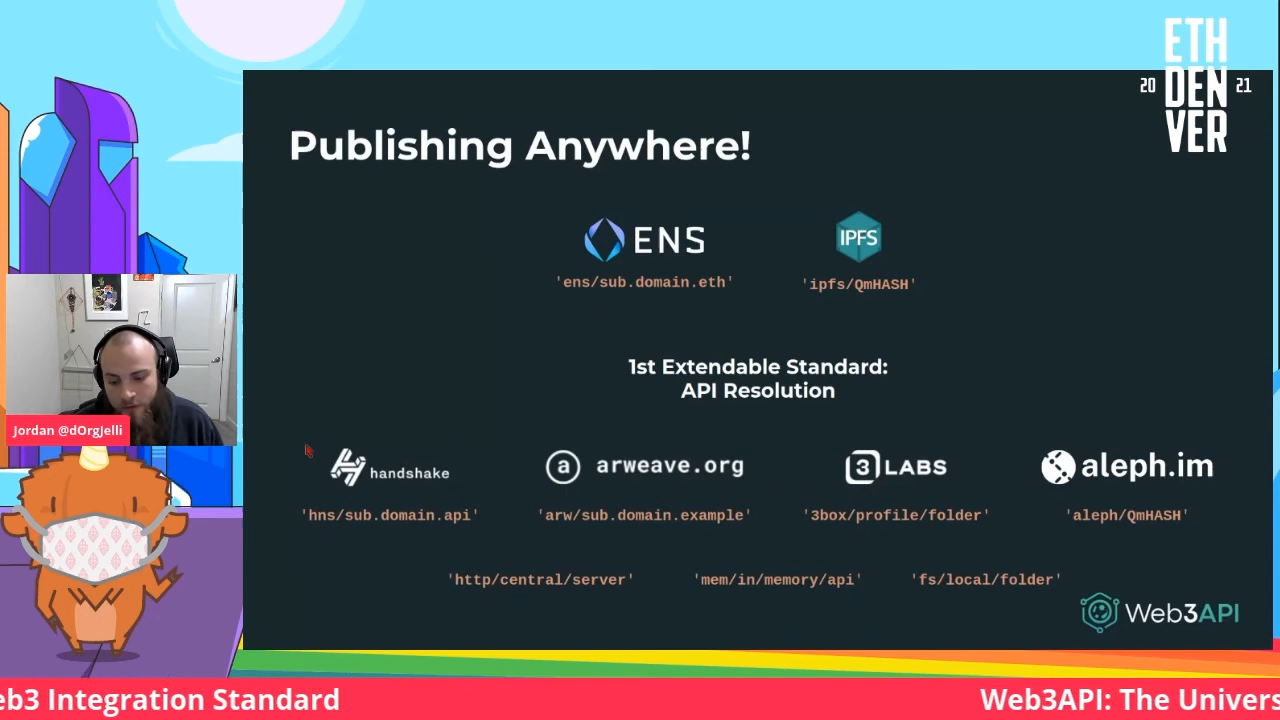 ETH
20 DEN 21
VER
Publishing Anywhere!
ENS
IPFS
'ens/sub.domain.eth'
'ipfs/QmHASH'
1st Extendable Standard:
API Resolution
handshake
a arweave.org
3 LABS
aleph.im
'hns/sub.domain.api'
'arw/sub.domain.example'
'3box/profile/folder'
'aleph/QmHASH'
'http/central/server'
'mem/in/memory/api'
'fs/local/folder'
Web3API
Jordan @dOrgJelli
eb3 Integration Standard
Web3API: The Univers